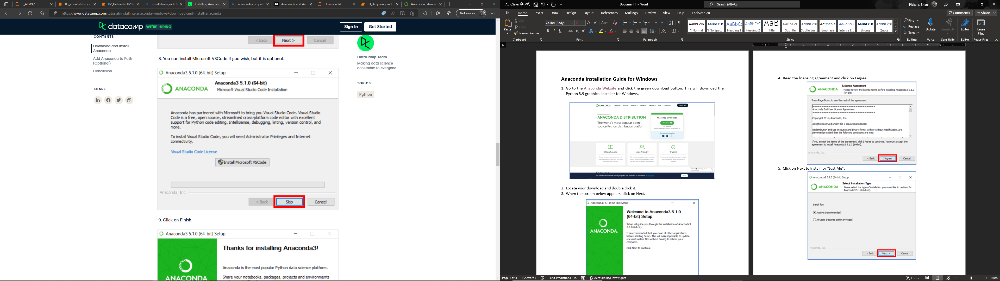 1_ACWA/
03_Zonal statistics
02_Delineate H20
installation guide f
Installing Anacond
anaconda compat
Anaconda and Arc
Downloads/
01_Acquiring and
Anaconda | Anacon
https://www.datacamp.com/tutorial/installing-anaconda-windows#download-and-install-anaconda
Not syncing
datacamp WE'RE HIRING
Sign In
Get Started
CONTENTS
Download and Install
Anaconda
Add Anaconda to Path
(Optional)
Conclusion
SHARE
< Back
Next >
Cancel
8. You can install Microsoft VSCode if you wish, but it is optional.
Anaconda3 5.1.0 (64-bit) Setup
ANACONDA
Anaconda3 5.1.0 (64-bit)
Microsoft Visual Studio Code Installation
Anaconda has partnered with Microsoft to bring you Visual Studio Code. Visual Studio
Code is a free, open source, streamlined cross-platform code editor with excellent
support for Python code editing, IntelliSense, debugging, linting, version control, and
more.
To install Visual Studio Code, you will need Administrator Privileges and Internet
connectivity.
Visual Studio Code License
Install Microsoft VSCode
Anaconda, Inc.
< Back
Skip
Cancel
9. Click on Finish.
Anaconda3 5.1.0 (64-bit) Setup
Thanks for installing Anaconda3!
Anaconda is the most popular Python data science platform.
Share your notebooks, packages, projects and environments
ANACONDA
DataCamp Team
Making data science
accessible to everyone
TOPICS
Python
AutoSave Off
Document1 - Word
Search (Alt+Q)
Pickard, Brian
File Home Insert Draw Design Layout References Mailings Review View Help EndNote 20
Comments
Share
Paste
Cut
Copy
Format Painter
Clipboard
Calibri (Body)
12
Font
Paragraph
AaBbCcDc AaBbCcDc AaBbC( AaBbCcD AaB AaBbCcD AaBbCcDc AaBbCcDc AaBbCcDc AaBbCcDc AaBbCcDc
¶ Normal ¶ No Spac... Heading 1 Heading 2 Title Subtitle Subtle Em... Emphasis Intense E... Strong Quote
Styles
Find
Replace
Select
Editing
Dictate
Voice
Sensitivity
Sensitivity
Editor
Editor
Reuse
Files
Reuse Files
Anaconda Installation Guide for Windows
1. Go to the Anaconda Website and click the green download button. This will download the
Python 3.9 graphical installer for Windows.
ANACONDA
Products Pricing Solutions Resources Partners Blog Company
ANACONDA DISTRIBUTION
The world's most popular open-
source Python distribution platform
Anaconda Distribution
Download
Open Source
User-friendly
Trusted
2. Locate your download and double click it.
3. When the screen below appears, click on Next.
Anaconda3 5.1.0 (64-bit) Setup
ANACONDA.
Welcome to Anaconda3 5.1.0
(64-bit) Setup
Setup will guide you through the installation of Anaconda3
5.1.0 (64-bit).
It is recommended that you close all other applications
before starting Setup. This will make it possible to update
relevant system files without having to reboot your
computer.
Click Next to continue.
4. Read the licensing agreement and click on I agree.
ANACONDA
License Agreement
Please review the license terms before installing Anaconda3 5.1.0
(64-bit).
Press Page Down to see the rest of the agreement.
===================================
Anaconda End User License Agreement
===================================
Copyright 2015, Anaconda, Inc.
All rights reserved under the 3-clause BSD License:
Redistribution and use in source and binary forms, with or without modification, are
permitted provided that the following conditions are met:
If you accept the terms of the agreement, click I Agree to continue. You must accept the
agreement to install Anaconda3 5.1.0 (64-bit).
Anaconda, Inc.
< Back
I Agree
Cancel
5. Click on Next to install for “Just Me”.
Anaconda3 5.1.0 (64-bit) Setup
ANACONDA
Select Installation Type
Please select the type of installation you would like to perform for
Anaconda3 5.1.0 (64-bit).
Install for:
Just Me (recommended)
All Users (requires admin privileges)
Anaconda, Inc.
< Back
Next >
Cancel
Page 1 of 4
155 words
Text Predictions: On
Accessibility: Investigate
Focus
100%